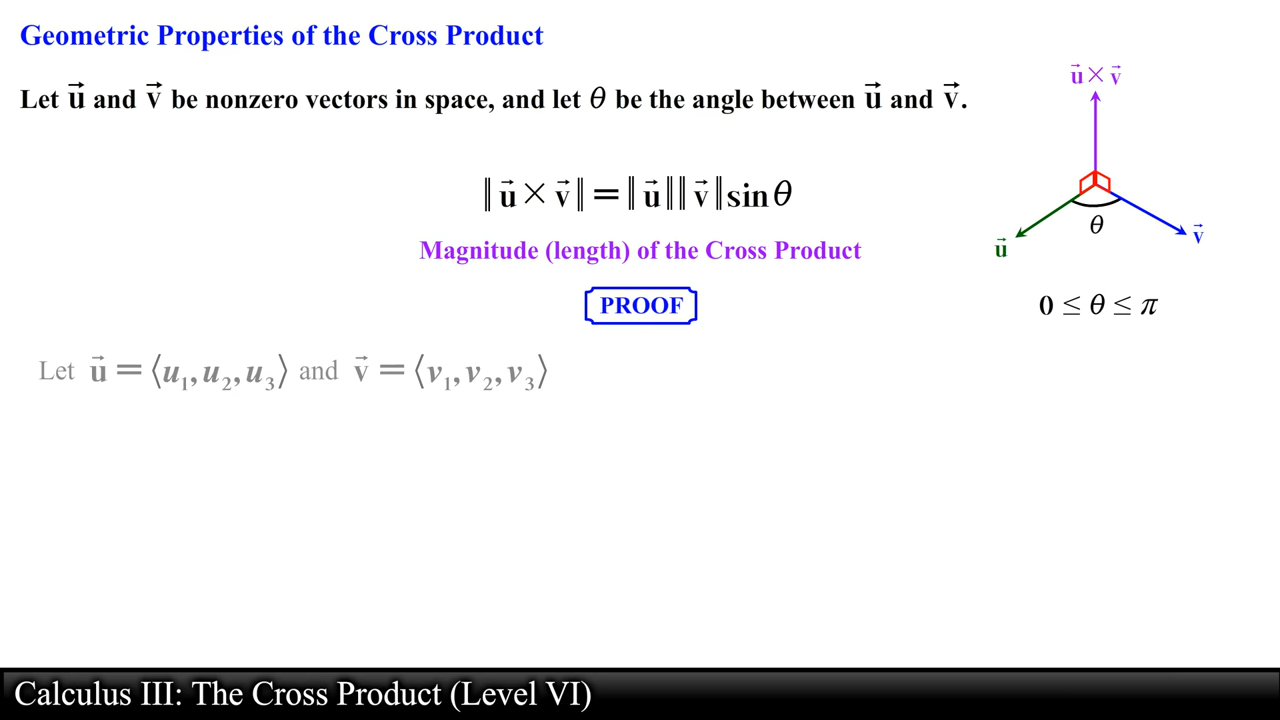 Geometric Properties of the Cross Product
Let u⃗ and v⃗ be nonzero vectors in space, and let θ be the angle between u⃗ and v⃗.
u⃗ × v⃗
‖u⃗ × v⃗‖ = ‖u⃗‖‖v⃗‖ sin θ
θ
u⃗
v⃗
Magnitude (length) of the Cross Product
PROOF
0 ≤ θ ≤ π
Let u⃗ = ⟨u₁, u₂, u₃⟩ and v⃗ = ⟨v₁, v₂, v₃⟩
Calculus III: The Cross Product (Level VI)